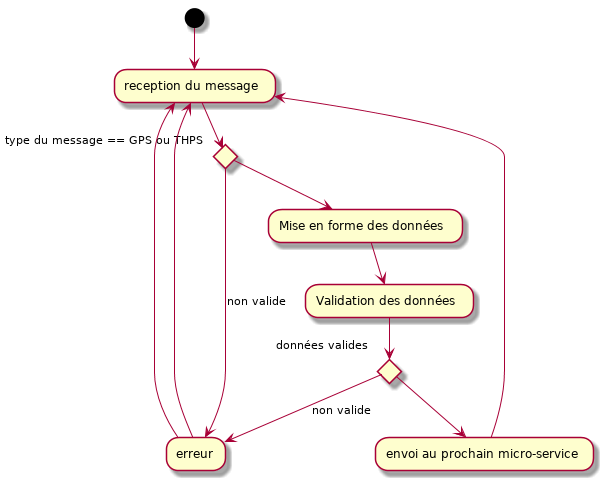 reception du message
type du message == GPS ou THPS
Mise en forme des données
non valide
Validation des données
données valides
non valide
erreur
envoi au prochain micro-service